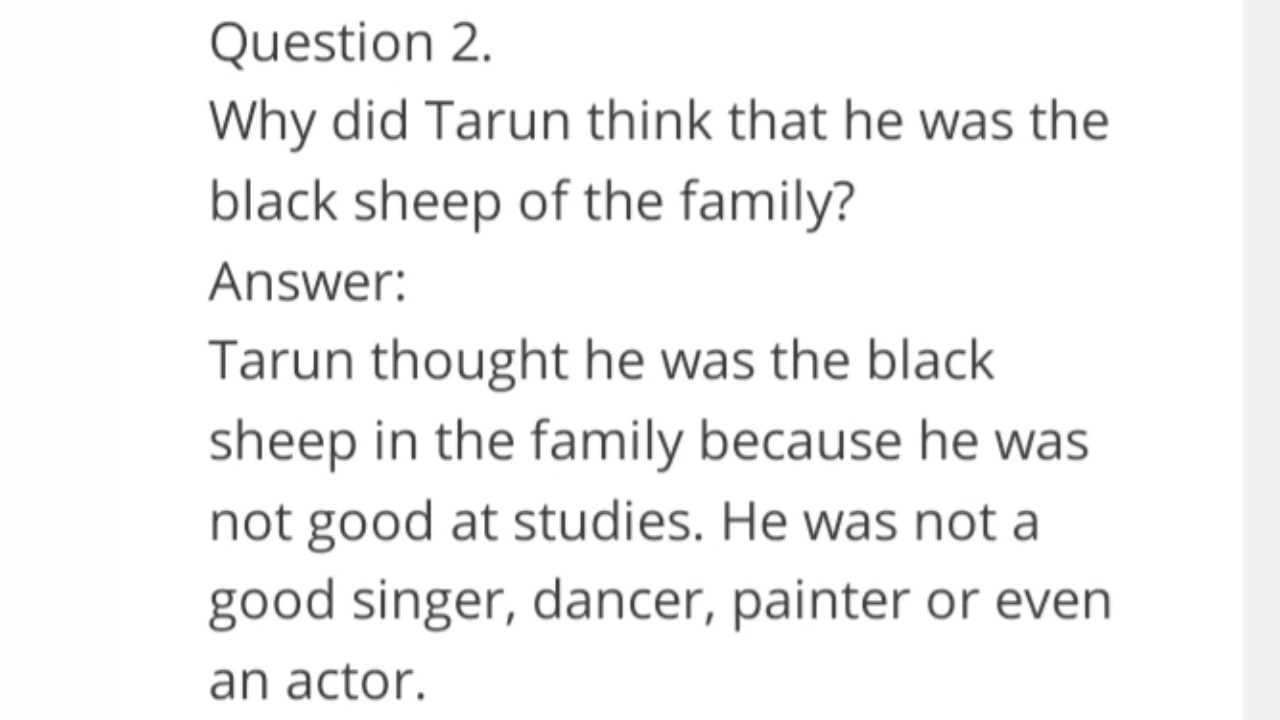 Question 2.
Why did Tarun think that he was the
black sheep of the family?
Answer:
Tarun thought he was the black
sheep in the family because he was
not good at studies. He was not a
good singer, dancer, painter or even
an actor.